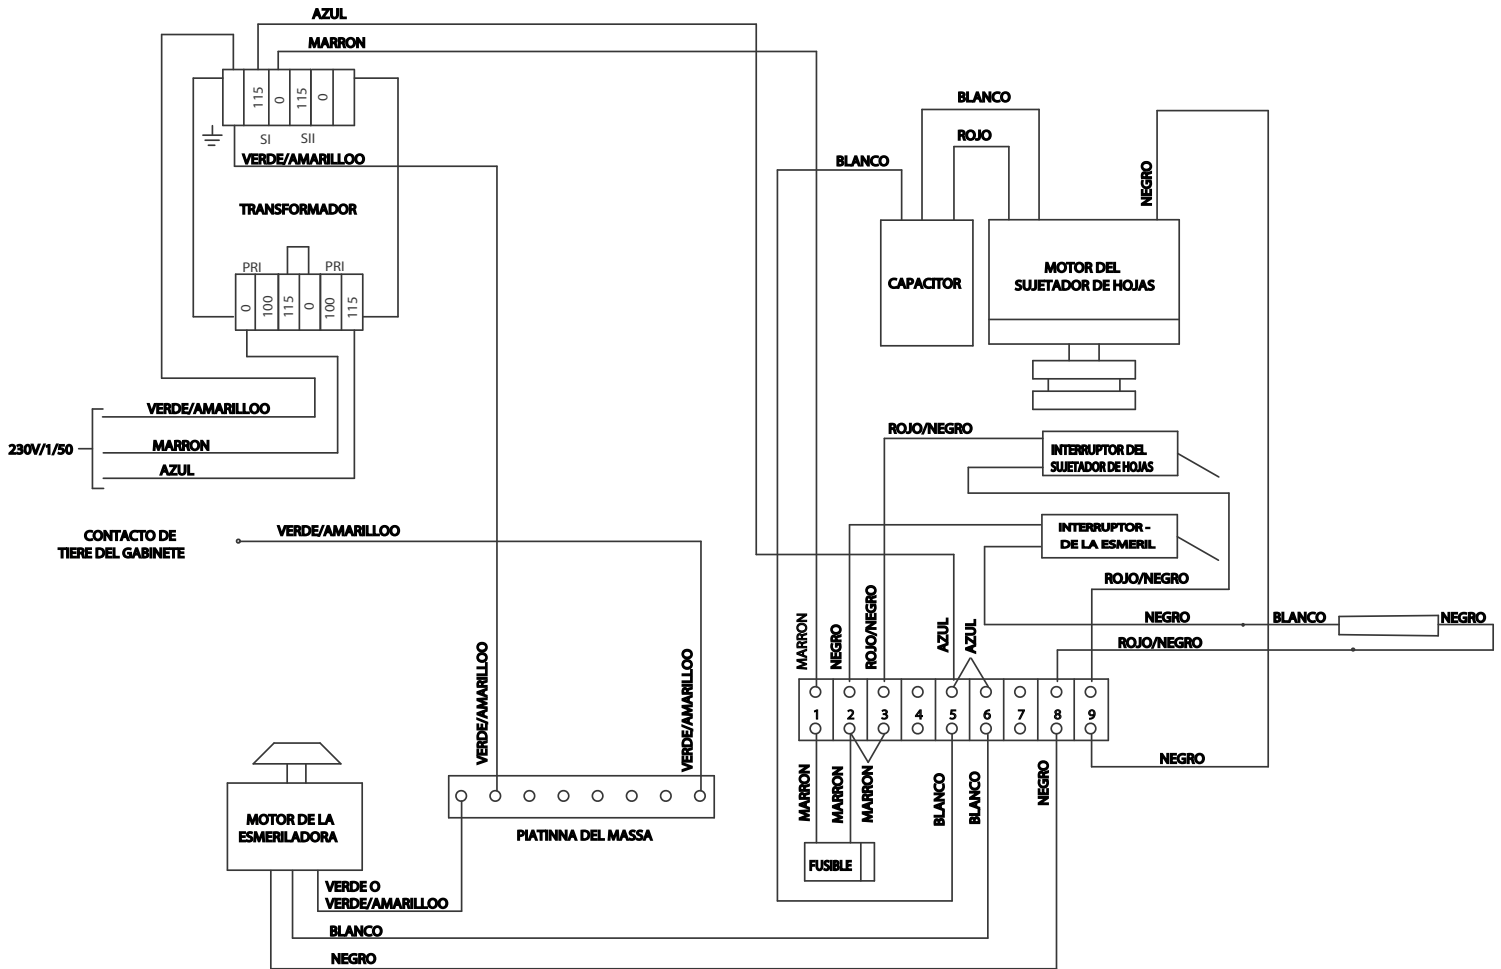 AZUL
MARRON
115
0
115
0
SI
SII
VERDE/AMARILLOO
TRANSFORMADOR
PRI
PRI
0
100
115
0
100
115
VERDE/AMARILLOO
230V/1/50
MARRON
AZUL
CONTACTO DE
TIERE DEL GABINETE
VERDE/AMARILLOO
BLANCO
ROJO
BLANCO
NEGRO
CAPACITOR
MOTOR DEL
SUJETADOR DE HOJAS
ROJO/NEGRO
INTERRUPTOR DEL
SUJETADOR DE HOJAS
INTERRUPTOR -
DE LA ESMERIL
ROJO/NEGRO
NEGRO
BLANCO
NEGRO
ROJO/NEGRO
MARRON
NEGRO
ROJO/NEGRO
AZUL
AZUL
1
2
3
4
5
6
7
8
9
MARRON
MARRON
MARRON
BLANCO
BLANCO
NEGRO
NEGRO
FUSIBLE
VERDE/AMARILLOO
VERDE/AMARILLOO
PIATINNA DEL MASSA
MOTOR DE LA
ESMERILADORA
VERDE O
VERDE/AMARILLOO
BLANCO
NEGRO